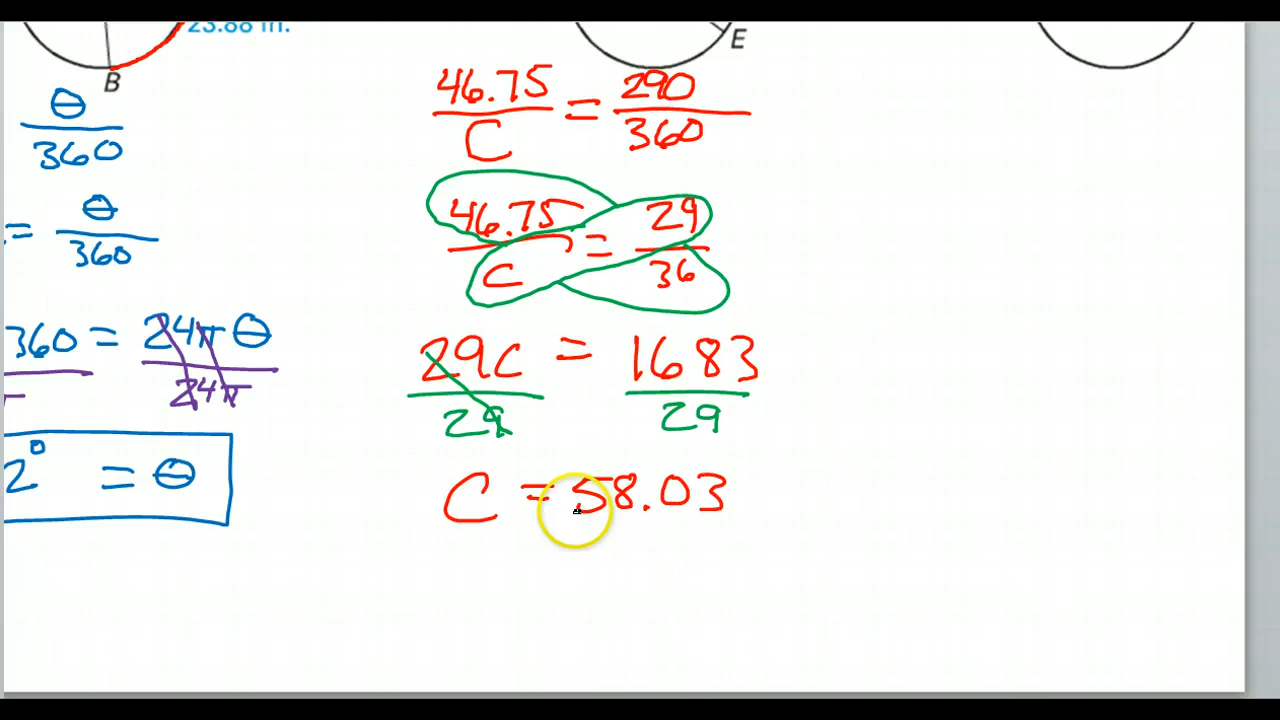 23.88 in.
B
E
θ/360
= θ/360
360 = 24πθ
24π
2° = θ
46.75/C = 290/360
46.75/C = 29/36
29C = 1683
29 29
C = 58.03